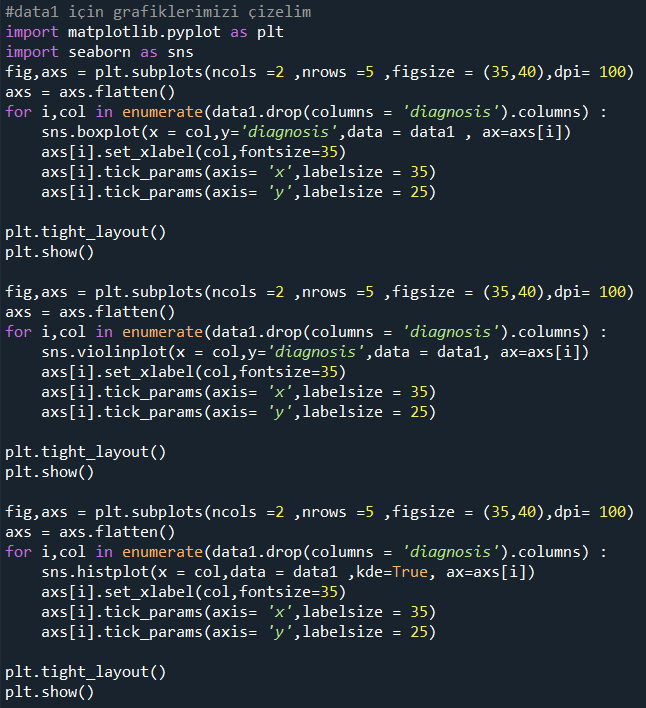 #data1 için grafiklerimizi çizelim
import matplotlib.pyplot as plt
import seaborn as sns
fig,axs = plt.subplots(ncols =2 ,nrows =5 ,figsize = (35,40),dpi= 100)
axs = axs.flatten()
for i,col in enumerate(data1.drop(columns = 'diagnosis').columns) :
    sns.boxplot(x = col,y='diagnosis',data = data1 , ax=axs[i])
    axs[i].set_xlabel(col,fontsize=35)
    axs[i].tick_params(axis= 'x',labelsize = 35)
    axs[i].tick_params(axis= 'y',labelsize = 25)

plt.tight_layout()
plt.show()

fig,axs = plt.subplots(ncols =2 ,nrows =5 ,figsize = (35,40),dpi= 100)
axs = axs.flatten()
for i,col in enumerate(data1.drop(columns = 'diagnosis').columns) :
    sns.violinplot(x = col,y='diagnosis',data = data1, ax=axs[i])
    axs[i].set_xlabel(col,fontsize=35)
    axs[i].tick_params(axis= 'x',labelsize = 35)
    axs[i].tick_params(axis= 'y',labelsize = 25)

plt.tight_layout()
plt.show()

fig,axs = plt.subplots(ncols =2 ,nrows =5 ,figsize = (35,40),dpi= 100)
axs = axs.flatten()
for i,col in enumerate(data1.drop(columns = 'diagnosis').columns) :
    sns.histplot(x = col,data = data1 ,kde=True, ax=axs[i])
    axs[i].set_xlabel(col,fontsize=35)
    axs[i].tick_params(axis= 'x',labelsize = 35)
    axs[i].tick_params(axis= 'y',labelsize = 25)

plt.tight_layout()
plt.show()